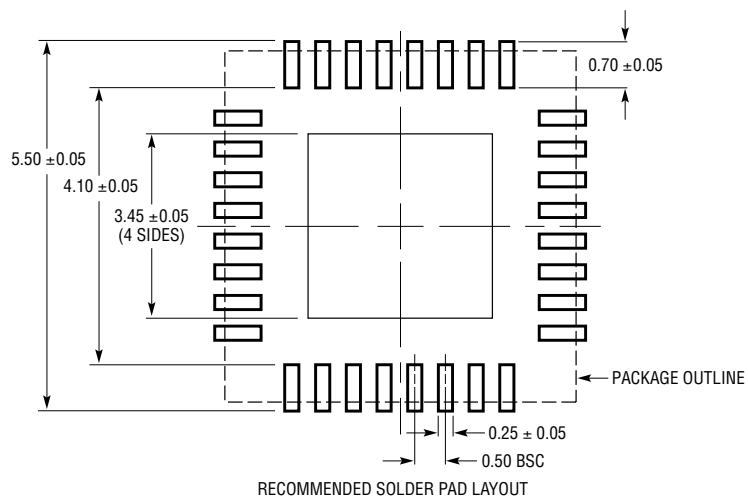 0.70 ±0.05
5.50 ±0.05
4.10 ±0.05
3.45 ±0.05
(4 SIDES)
PACKAGE OUTLINE
0.25 ± 0.05
0.50 BSC
RECOMMENDED SOLDER PAD LAYOUT